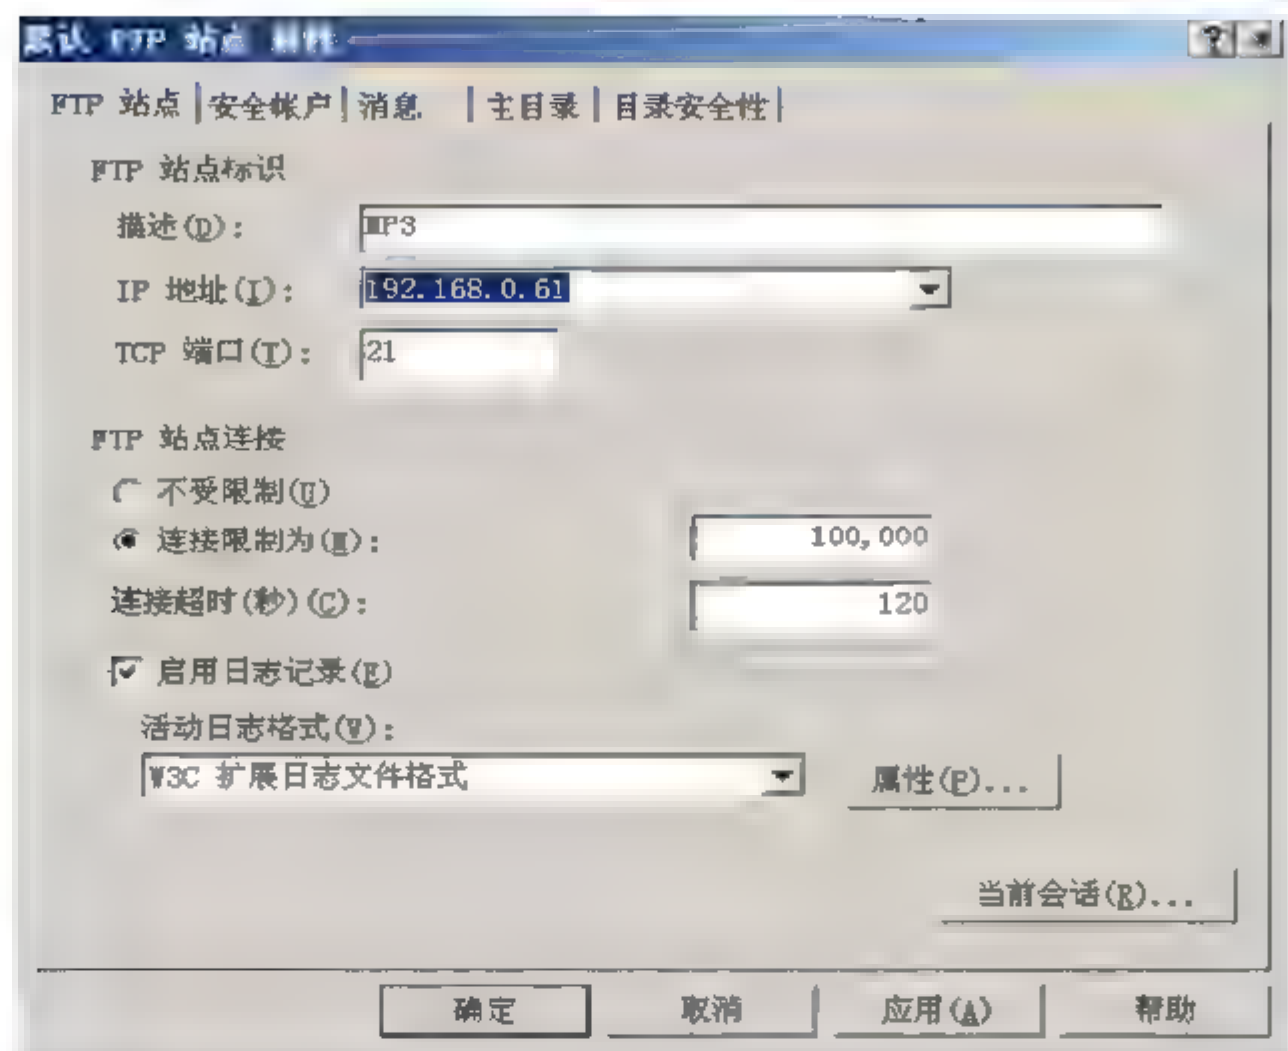 默认 FTP 站点 属性
FTP 站点 安全帐户 消息 主目录 目录安全性
FTP 站点标识
描述(D): MP3
IP 地址(I): 192.168.0.61
TCP 端口(T): 21
FTP 站点连接
不受限制(U)
连接限制为(M): 100,000
连接超时(秒)(C): 120
启用日志记录(E)
活动日志格式(V):
W3C 扩展日志文件格式 属性(P)...
当前会话(R)...
确定 取消 应用(A) 帮助